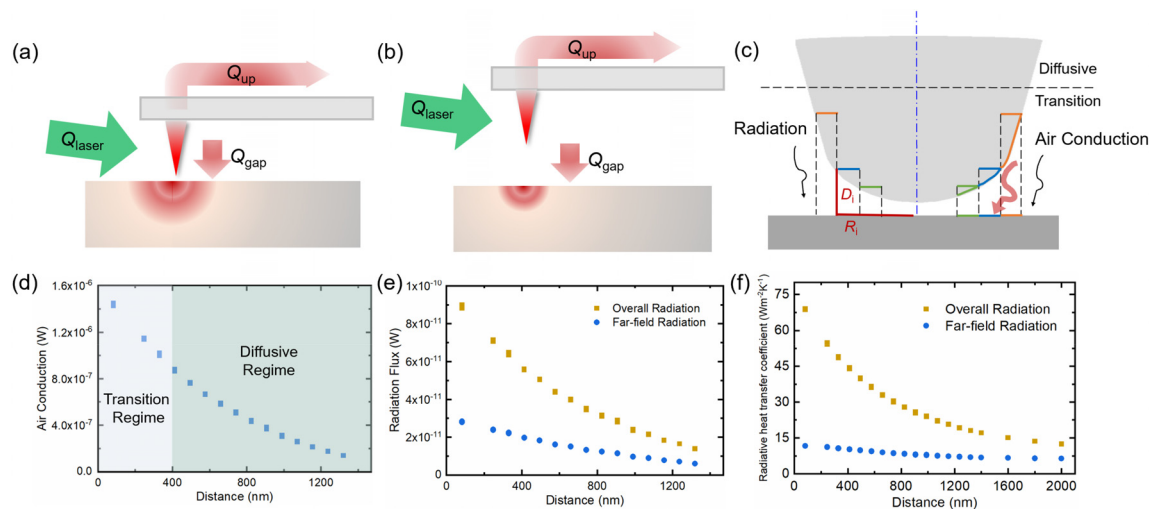 (a)
Qup
Qlaser
Qgap
(b)
Qup
Qlaser
Qgap
(c)
Diffusive
Transition
Radiation
Air Conduction
Di
Ri
(d)
1.6x10-6
1.2x10-6
8.0x10-7
4.0x10-7
0.0
Air Conduction (W)
Diffusive
Regime
Transition
Regime
0 400 800 1200
Distance (nm)
(e)
1x10-10
8x10-11
6x10-11
4x10-11
2x10-11
0
Radiation Flux (W)
Overall Radiation
Far-field Radiation
0 400 800 1200
Distance (nm)
(f)
75
60
45
30
15
0
Radiative heat transfer coefficient (Wm-2K-1)
Overall Radiation
Far-field Radiation
0 400 800 1200 1600 2000
Distance (nm)